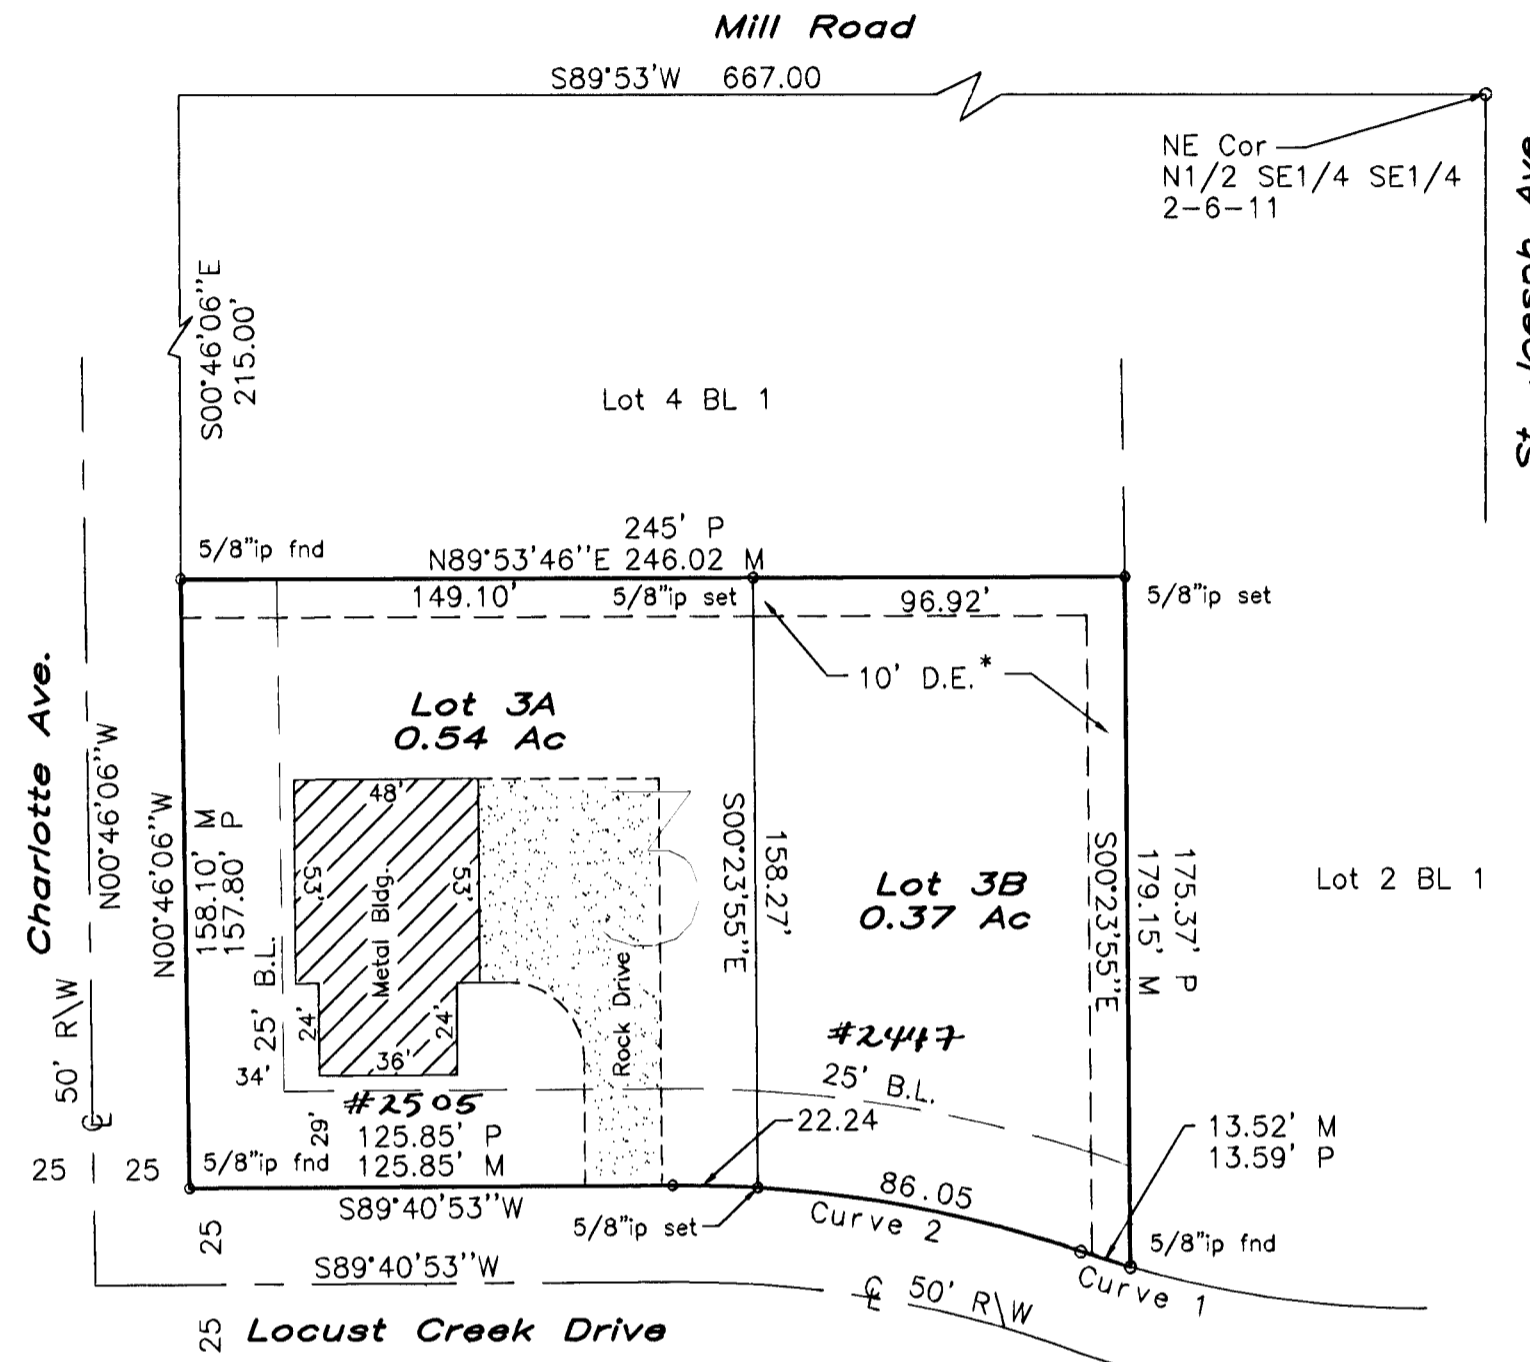 Mill Road
S89°53'W 667.00
NE Cor
N1/2 SE1/4 SE1/4
2-6-11
St. Joesph Ave
S00°46'06"E
215.00'
Lot 4 BL 1
245' P
N89°53'46"E 246.02 M
5/8"ip fnd
149.10'
5/8"ip set
96.92'
5/8"ip set
10' D.E.*
Charlotte Ave.
50' R\W
N00°46'06"W
N00°46'06"W
158.10' M
157.80' P
Lot 3A
0.54 Ac
48'
53'
Metal Bldg.
53'
24'
24'
36'
25' B.L.
34'
3
Rock Drive
S00°23'55"E
158.27'
Lot 3B
0.37 Ac
S00°23'55"E
179.15' M
175.37' P
Lot 2 BL 1
#2447
25' B.L.
#2505
29'
125.85' P
125.85' M
5/8"ip fnd
22.24
13.52' M
13.59' P
25 25
S89°40'53"W
5/8"ip set
86.05
Curve 2
5/8"ip fnd
Curve 1
25
S89°40'53"W
℄
℄ 50' R\W
25
Locust Creek Drive